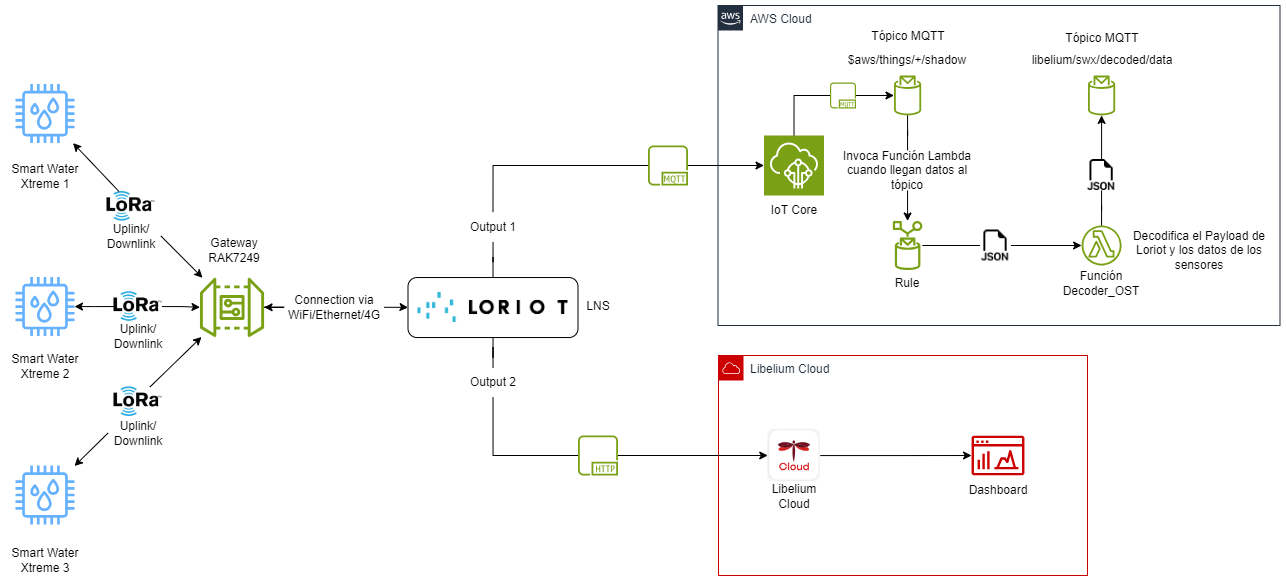 Smart Water
Xtreme 1
LoRa™
Uplink/
Downlink
Smart Water
Xtreme 2
LoRa™
Uplink/
Downlink
Smart Water
Xtreme 3
LoRa™
Uplink/
Downlink
Gateway
RAK7249
Connection via
WiFi/Ethernet/4G
LORIOT
LNS
Output 1
MQTT
Output 2
HTTP
aws
AWS Cloud
IoT Core
MQTT
Tópico MQTT
$aws/things/+/shadow
Invoca Función Lambda
cuando llegan datos al
tópico
Rule
JSON
Función
Decoder_OST
Decodifica el Payload de
Loriot y los datos de los
sensores
JSON
Tópico MQTT
libelium/swx/decoded/data
Libelium Cloud
Cloud
Libelium
Cloud
Dashboard